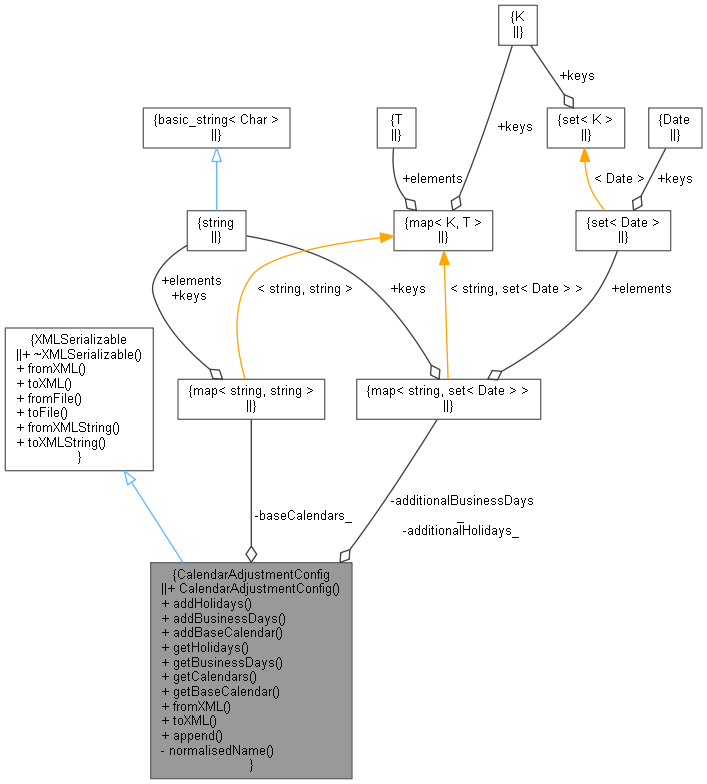 {K
||}
+keys
{basic_string< Char >
||}
{T
||}
+keys
{set< K >
||}
{Date
||}
+elements
< Date >
+keys
{string
||}
{map< K, T >
||}
{set< Date >
||}
+elements
+keys
< string, string >
+keys
< string, set< Date > >
+elements
{XMLSerializable
||+ ~XMLSerializable()
+ fromXML()
+ toXML()
+ fromFile()
+ toFile()
+ fromXMLString()
+ toXMLString()
}
{map< string, string >
||}
{map< string, set< Date > >
||}
-baseCalendars_
-additionalBusinessDays
_
-additionalHolidays_
{CalendarAdjustmentConfig
||+ CalendarAdjustmentConfig()
+ addHolidays()
+ addBusinessDays()
+ addBaseCalendar()
+ getHolidays()
+ getBusinessDays()
+ getCalendars()
+ getBaseCalendar()
+ fromXML()
+ toXML()
+ append()
- normalisedName()
}